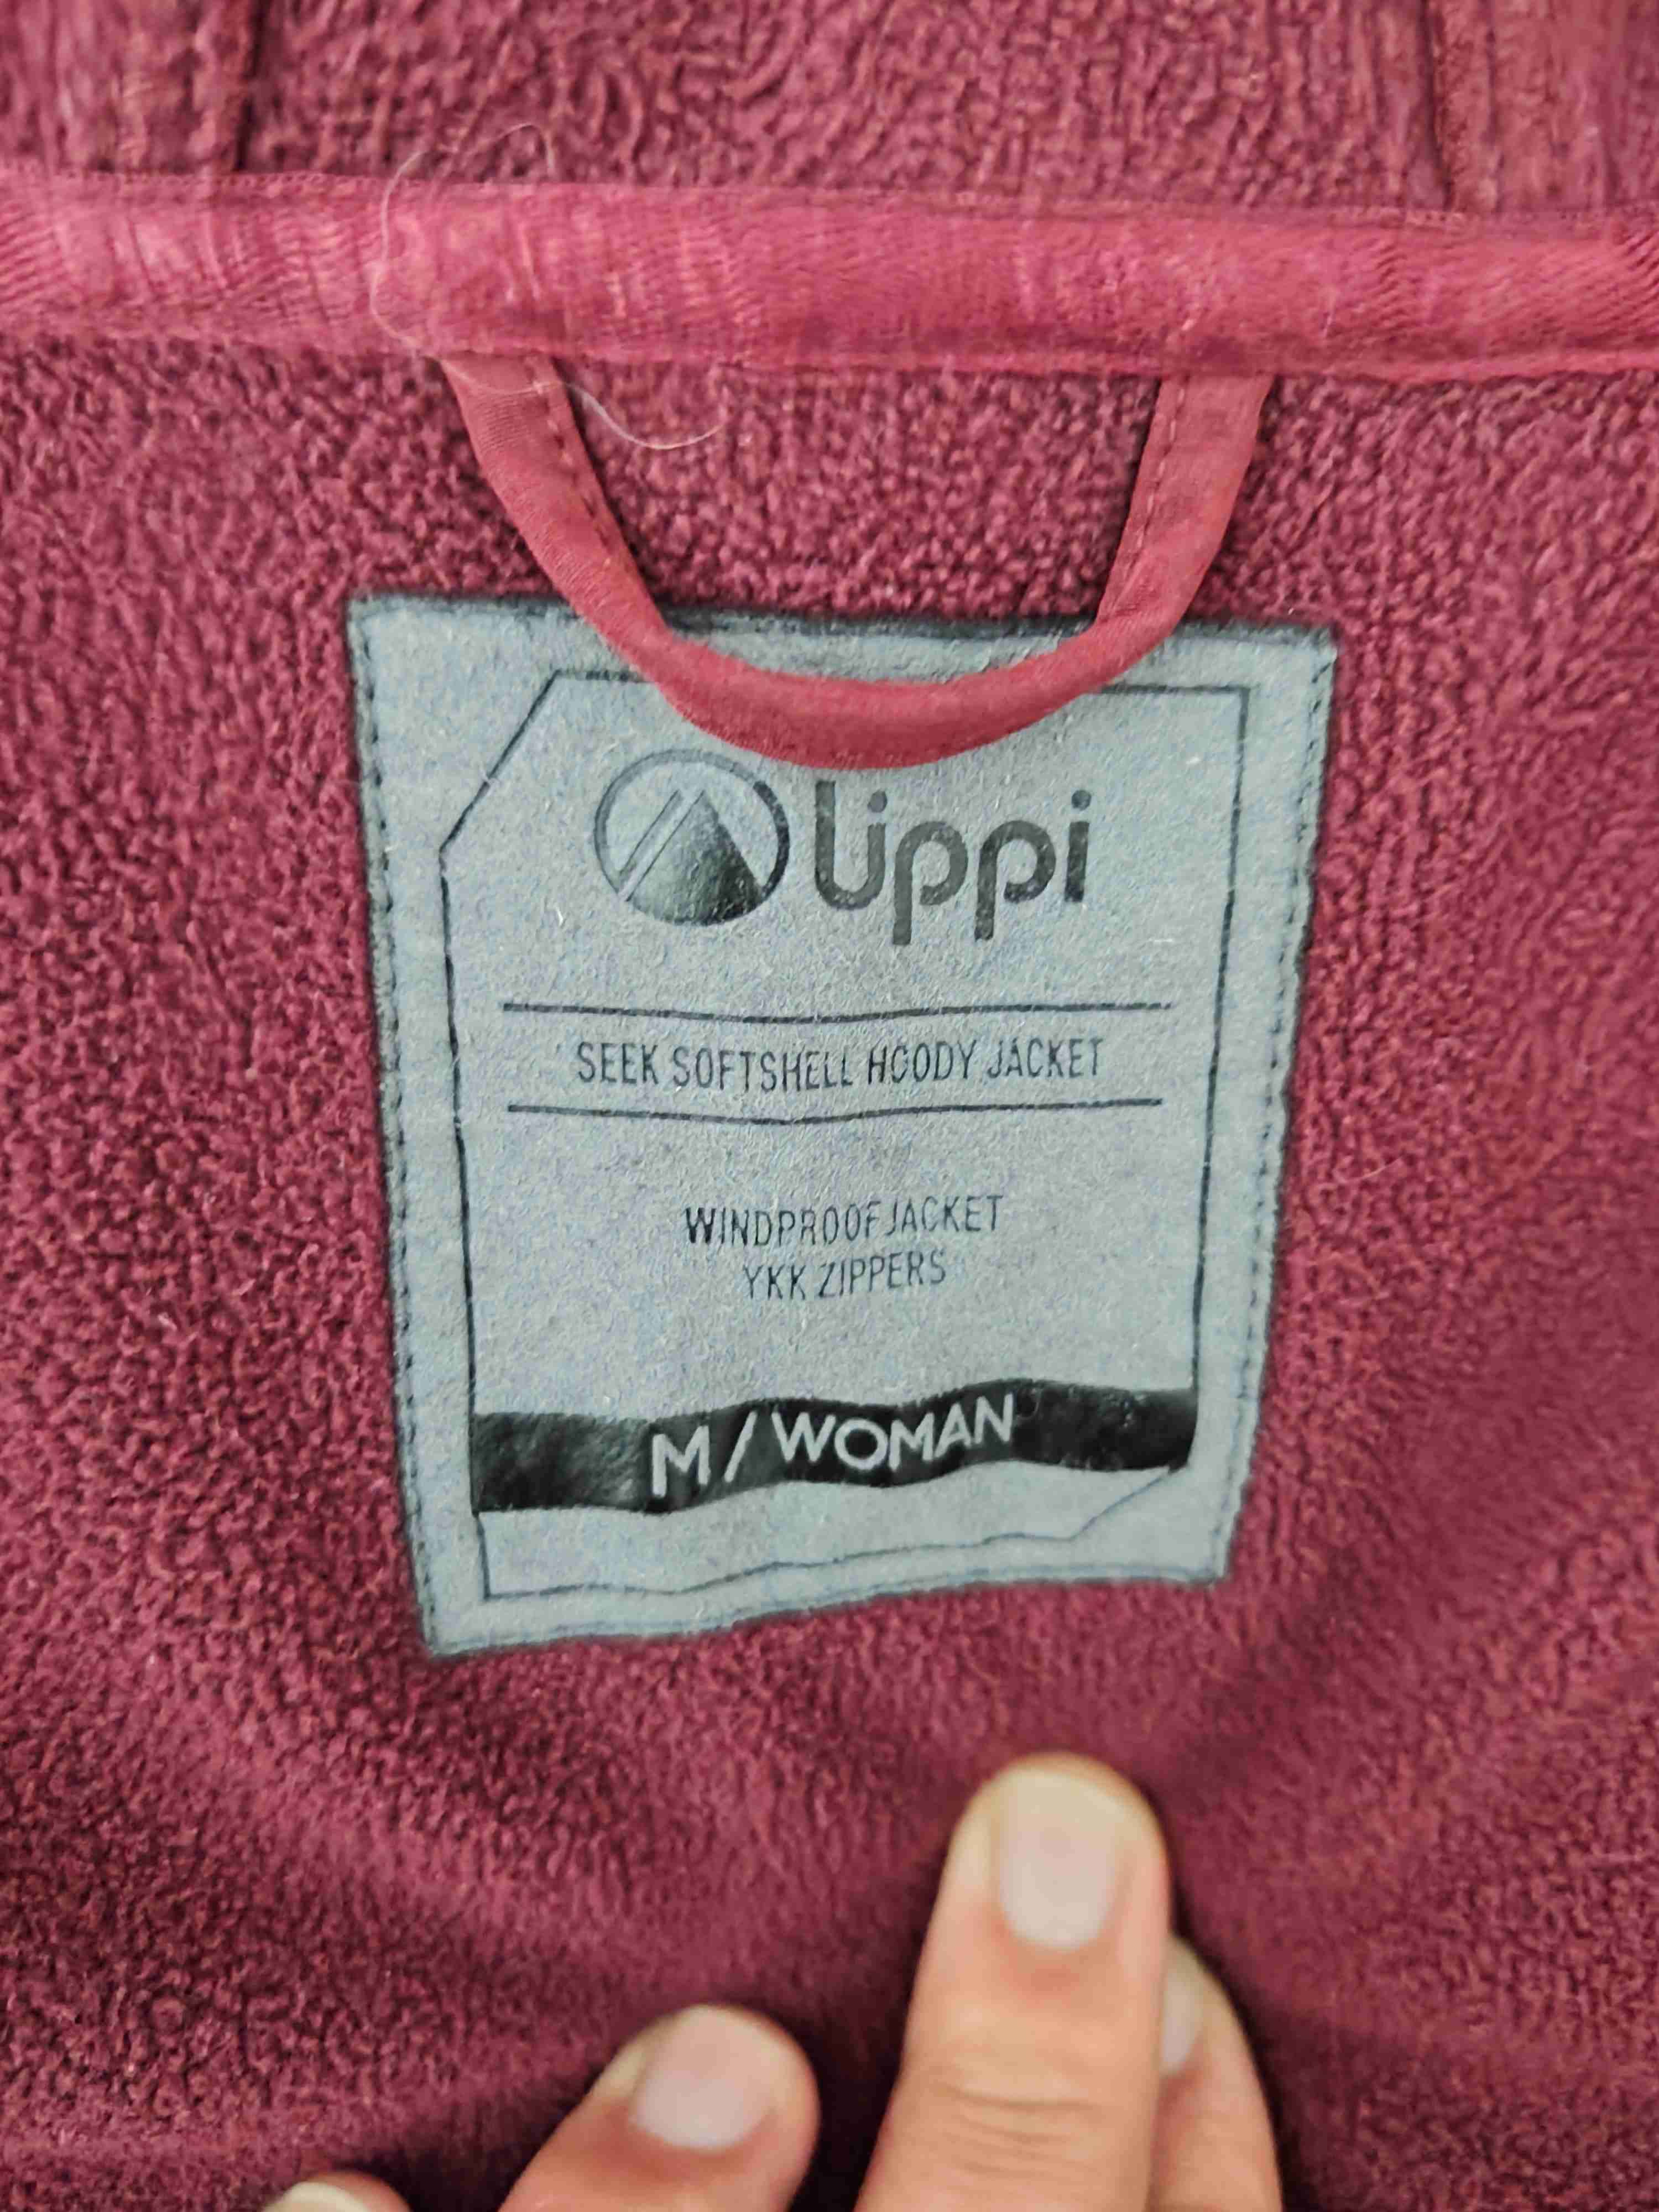 lippi
SEEK SOFTSHELL HOODY JACKET
WINDPROOF JACKET
YKK ZIPPERS
M/WOMAN